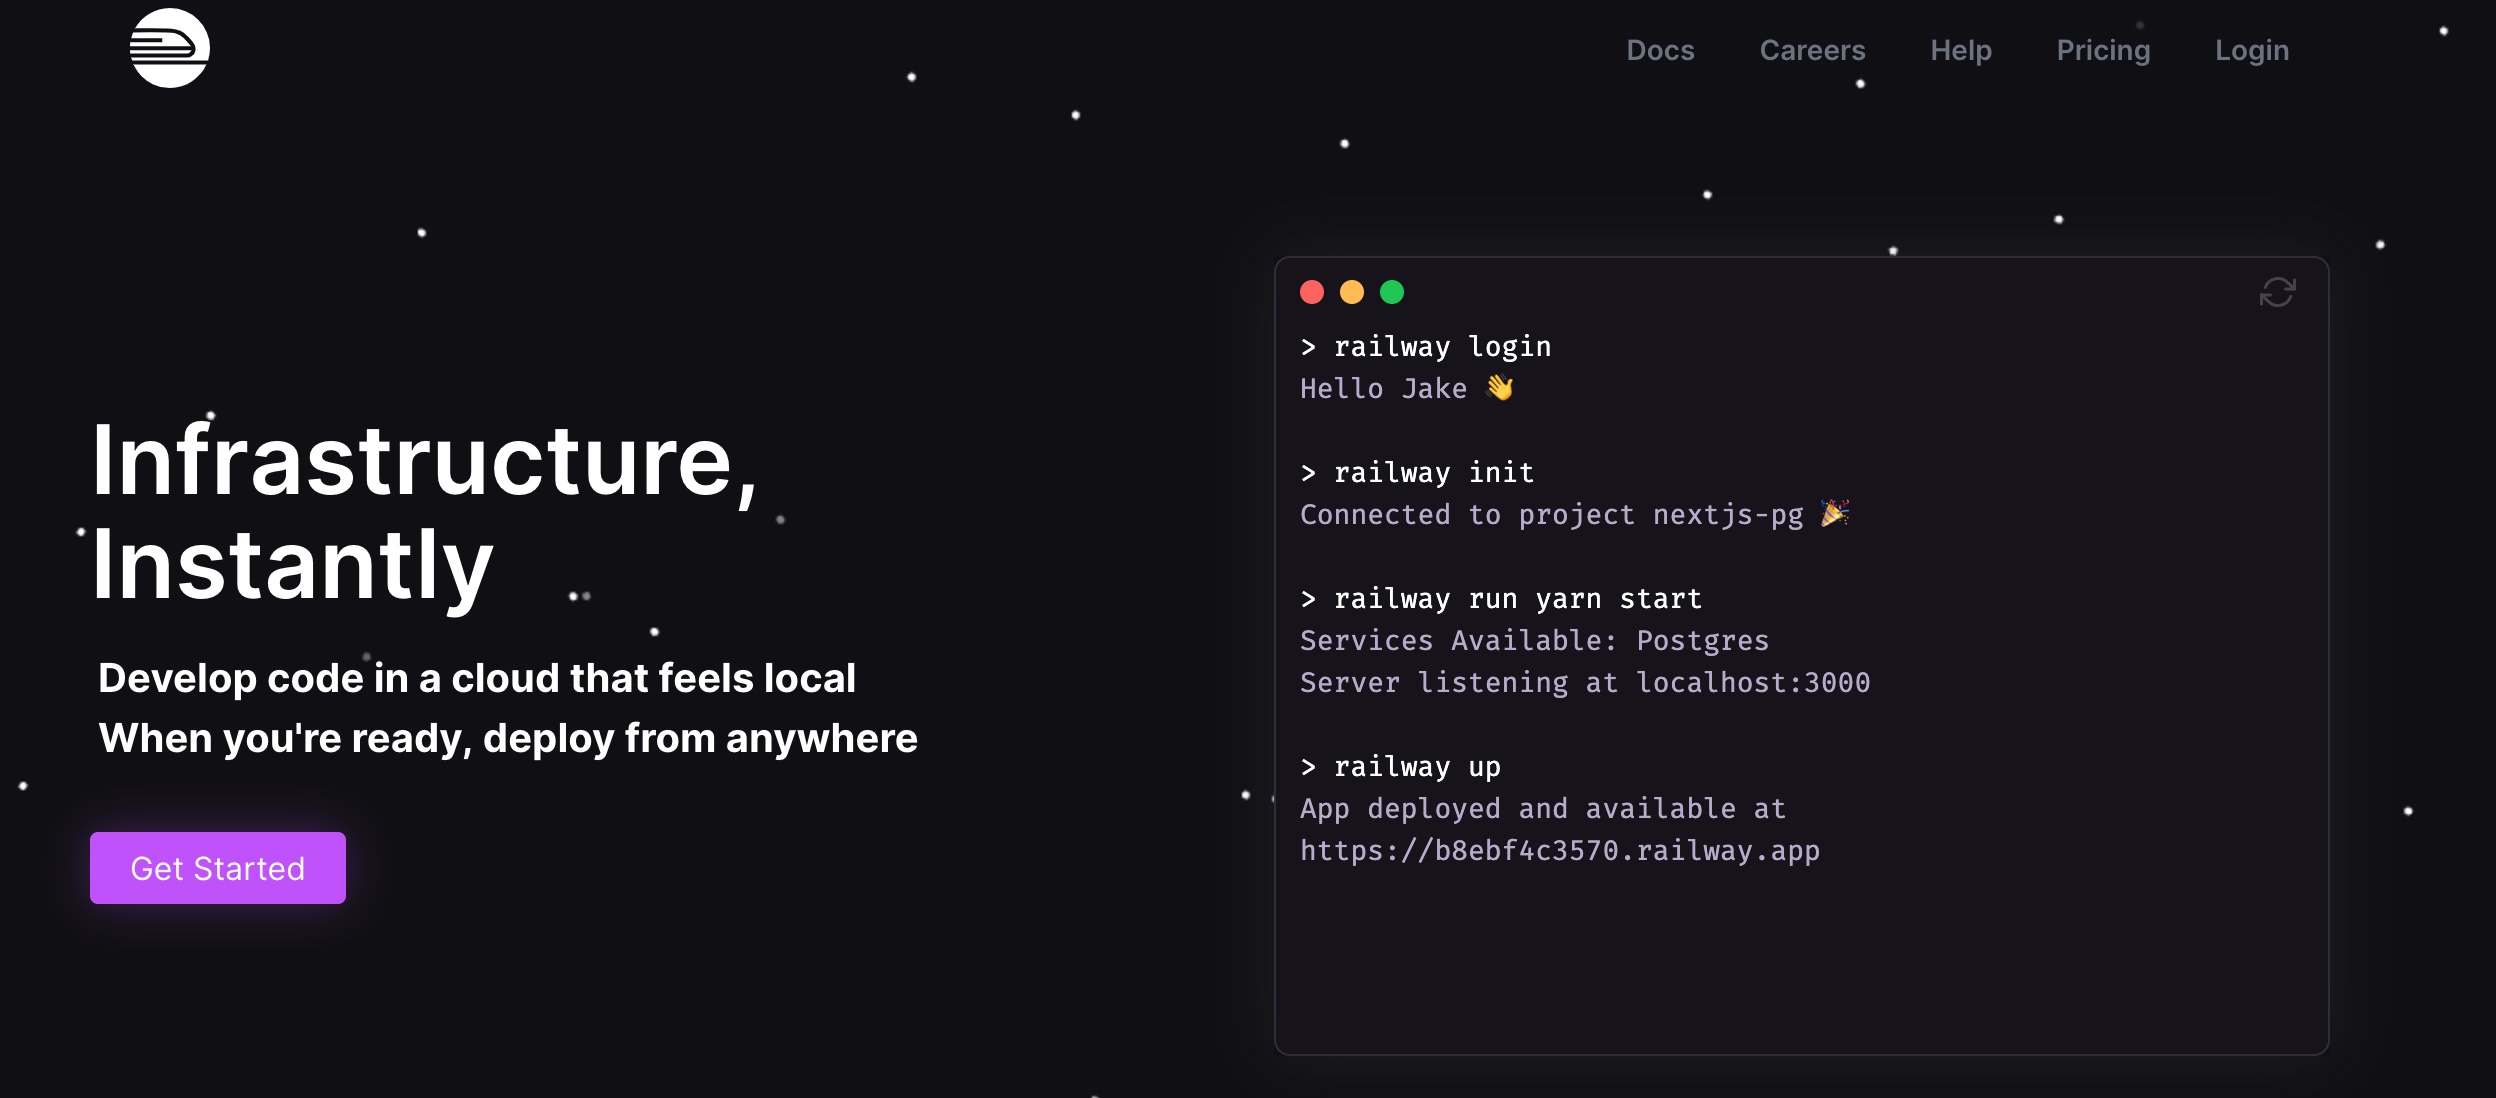 Docs Careers Help Pricing Login
Infrastructure,
Instantly
Develop code in a cloud that feels local
When you're ready, deploy from anywhere
Get Started
> railway login
Hello Jake 👋
> railway init
Connected to project nextjs-pg 🎉
> railway run yarn start
Services Available: Postgres
Server listening at localhost:3000
> railway up
App deployed and available at
https://b8ebf4c3570.railway.app